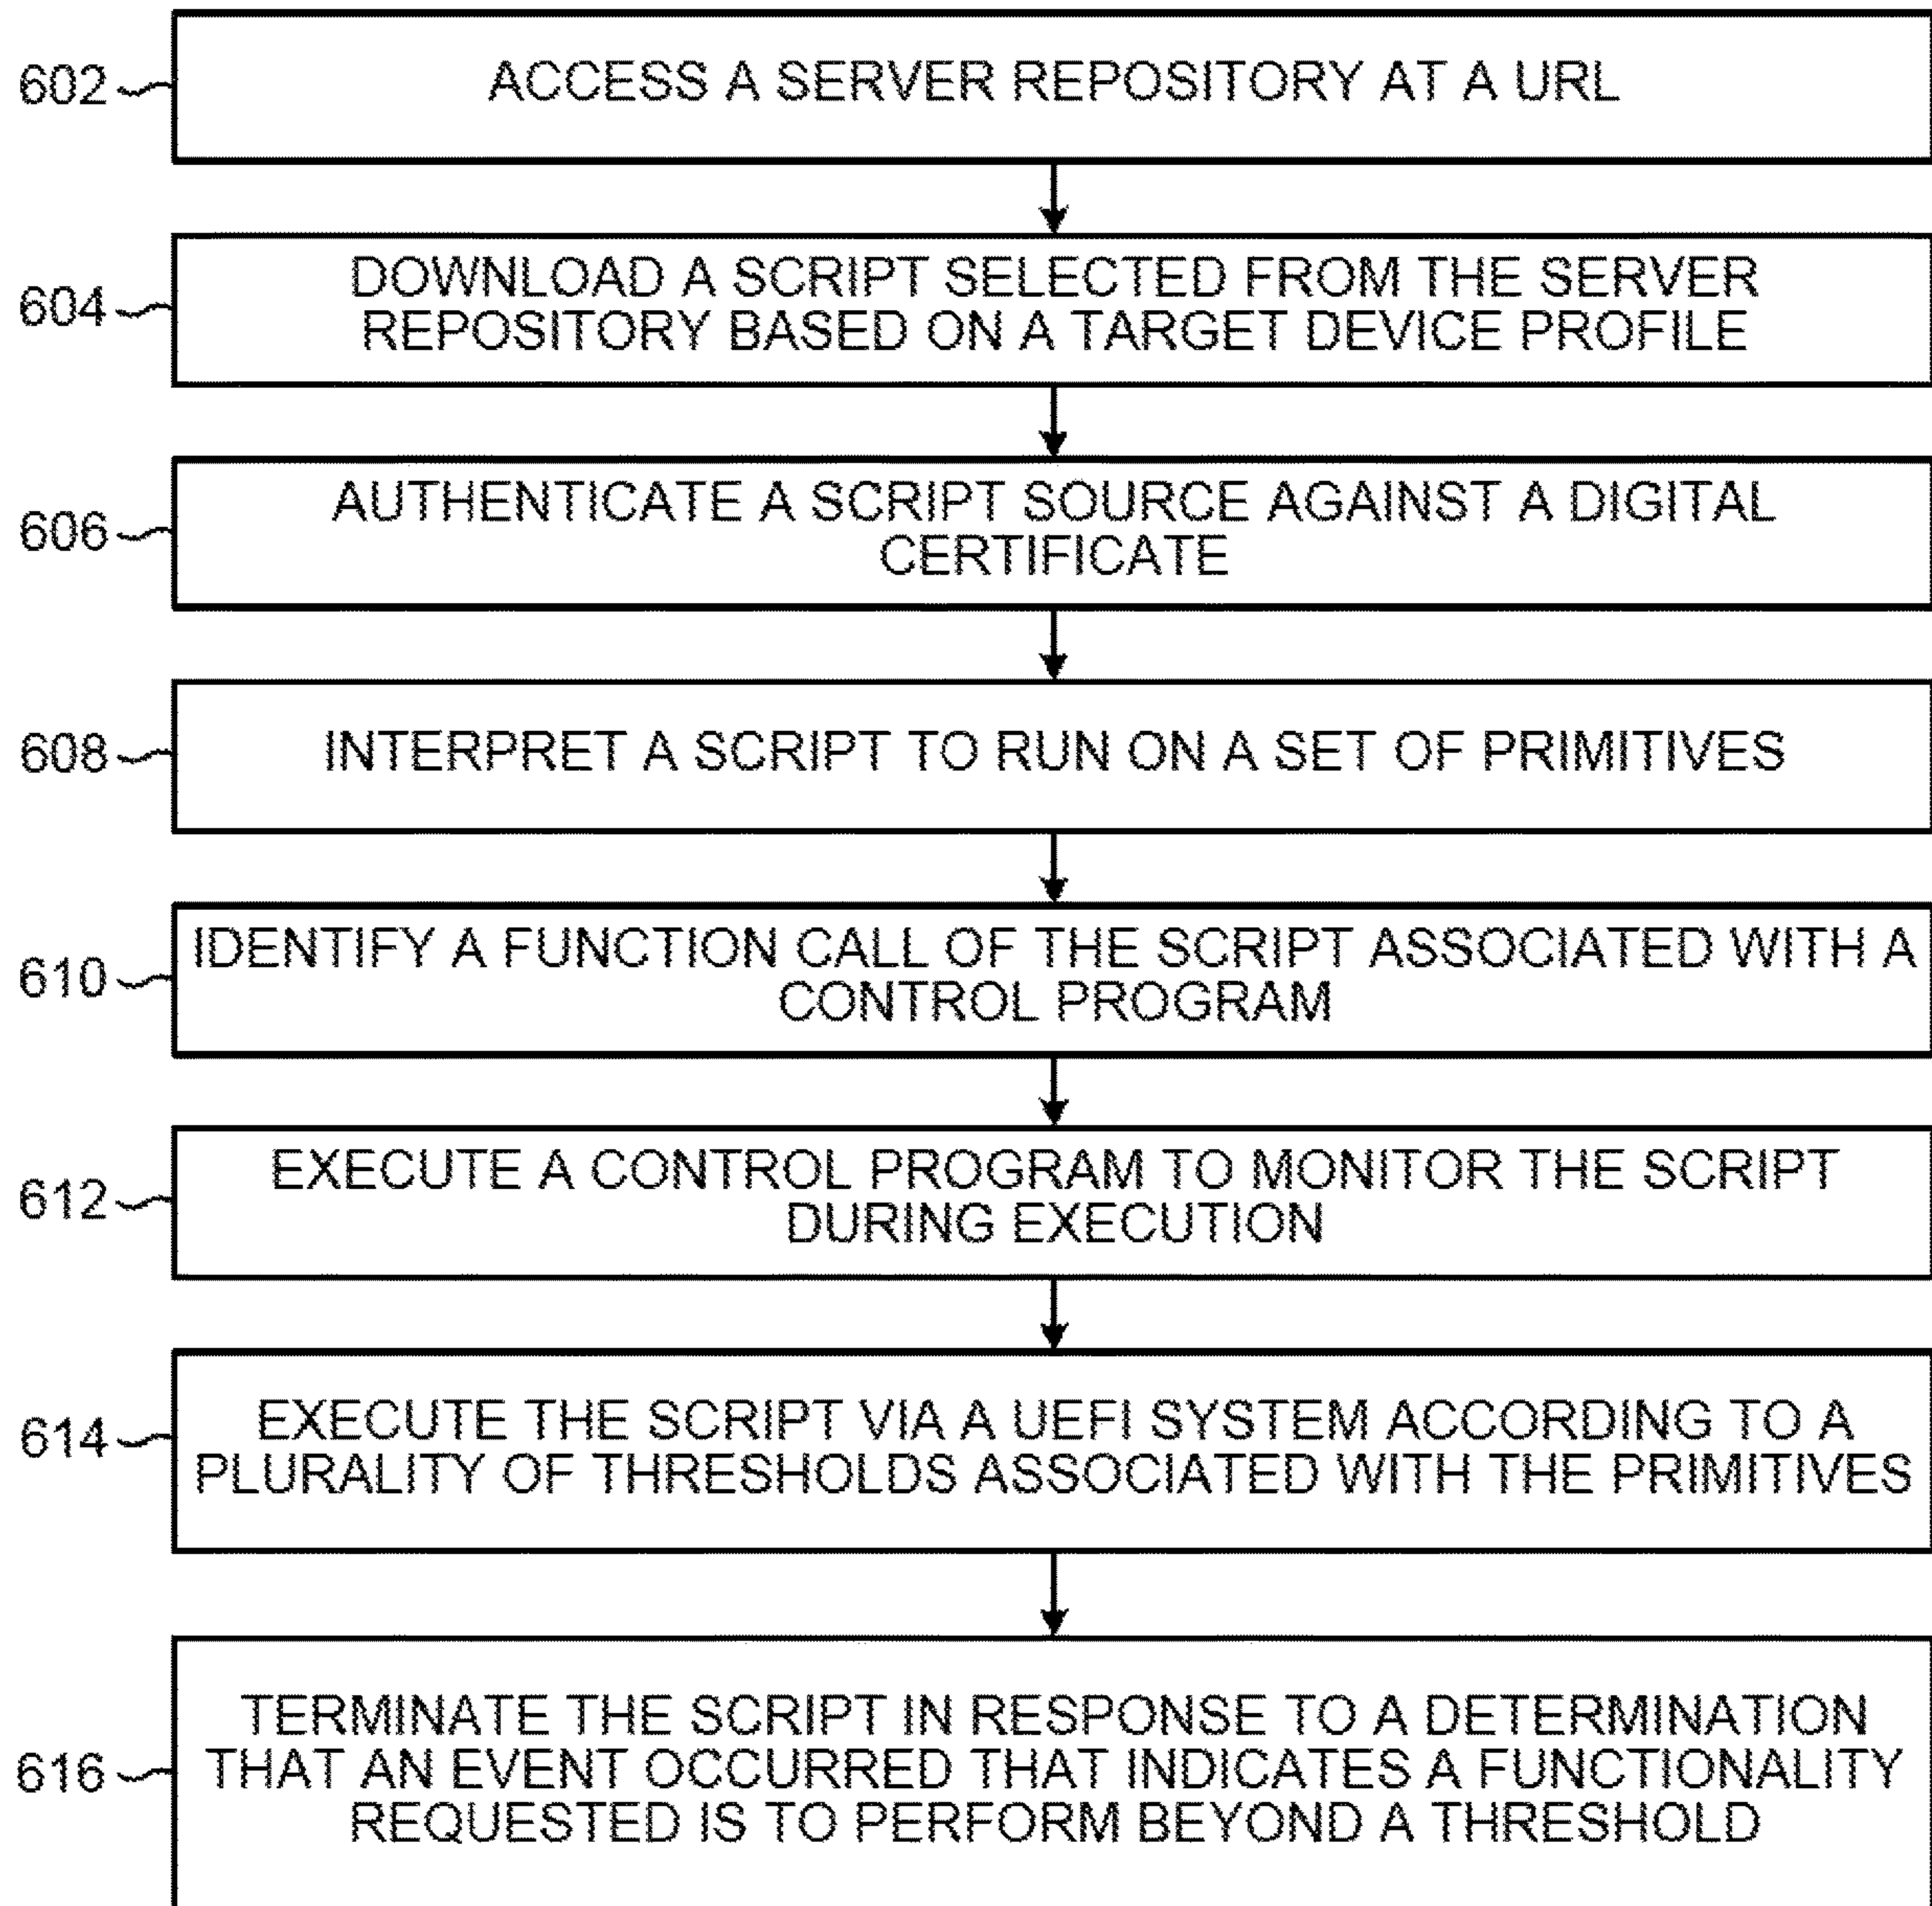 602
ACCESS A SERVER REPOSITORY AT A URL
604
DOWNLOAD A SCRIPT SELECTED FROM THE SERVER
REPOSITORY BASED ON A TARGET DEVICE PROFILE
606
AUTHENTICATE A SCRIPT SOURCE AGAINST A DIGITAL
CERTIFICATE
608
INTERPRET A SCRIPT TO RUN ON A SET OF PRIMITIVES
610
IDENTIFY A FUNCTION CALL OF THE SCRIPT ASSOCIATED WITH A
CONTROL PROGRAM
612
EXECUTE A CONTROL PROGRAM TO MONITOR THE SCRIPT
DURING EXECUTION
614
EXECUTE THE SCRIPT VIA A UEFI SYSTEM ACCORDING TO A
PLURALITY OF THRESHOLDS ASSOCIATED WITH THE PRIMITIVES
616
TERMINATE THE SCRIPT IN RESPONSE TO A DETERMINATION
THAT AN EVENT OCCURRED THAT INDICATES A FUNCTIONALITY
REQUESTED IS TO PERFORM BEYOND A THRESHOLD